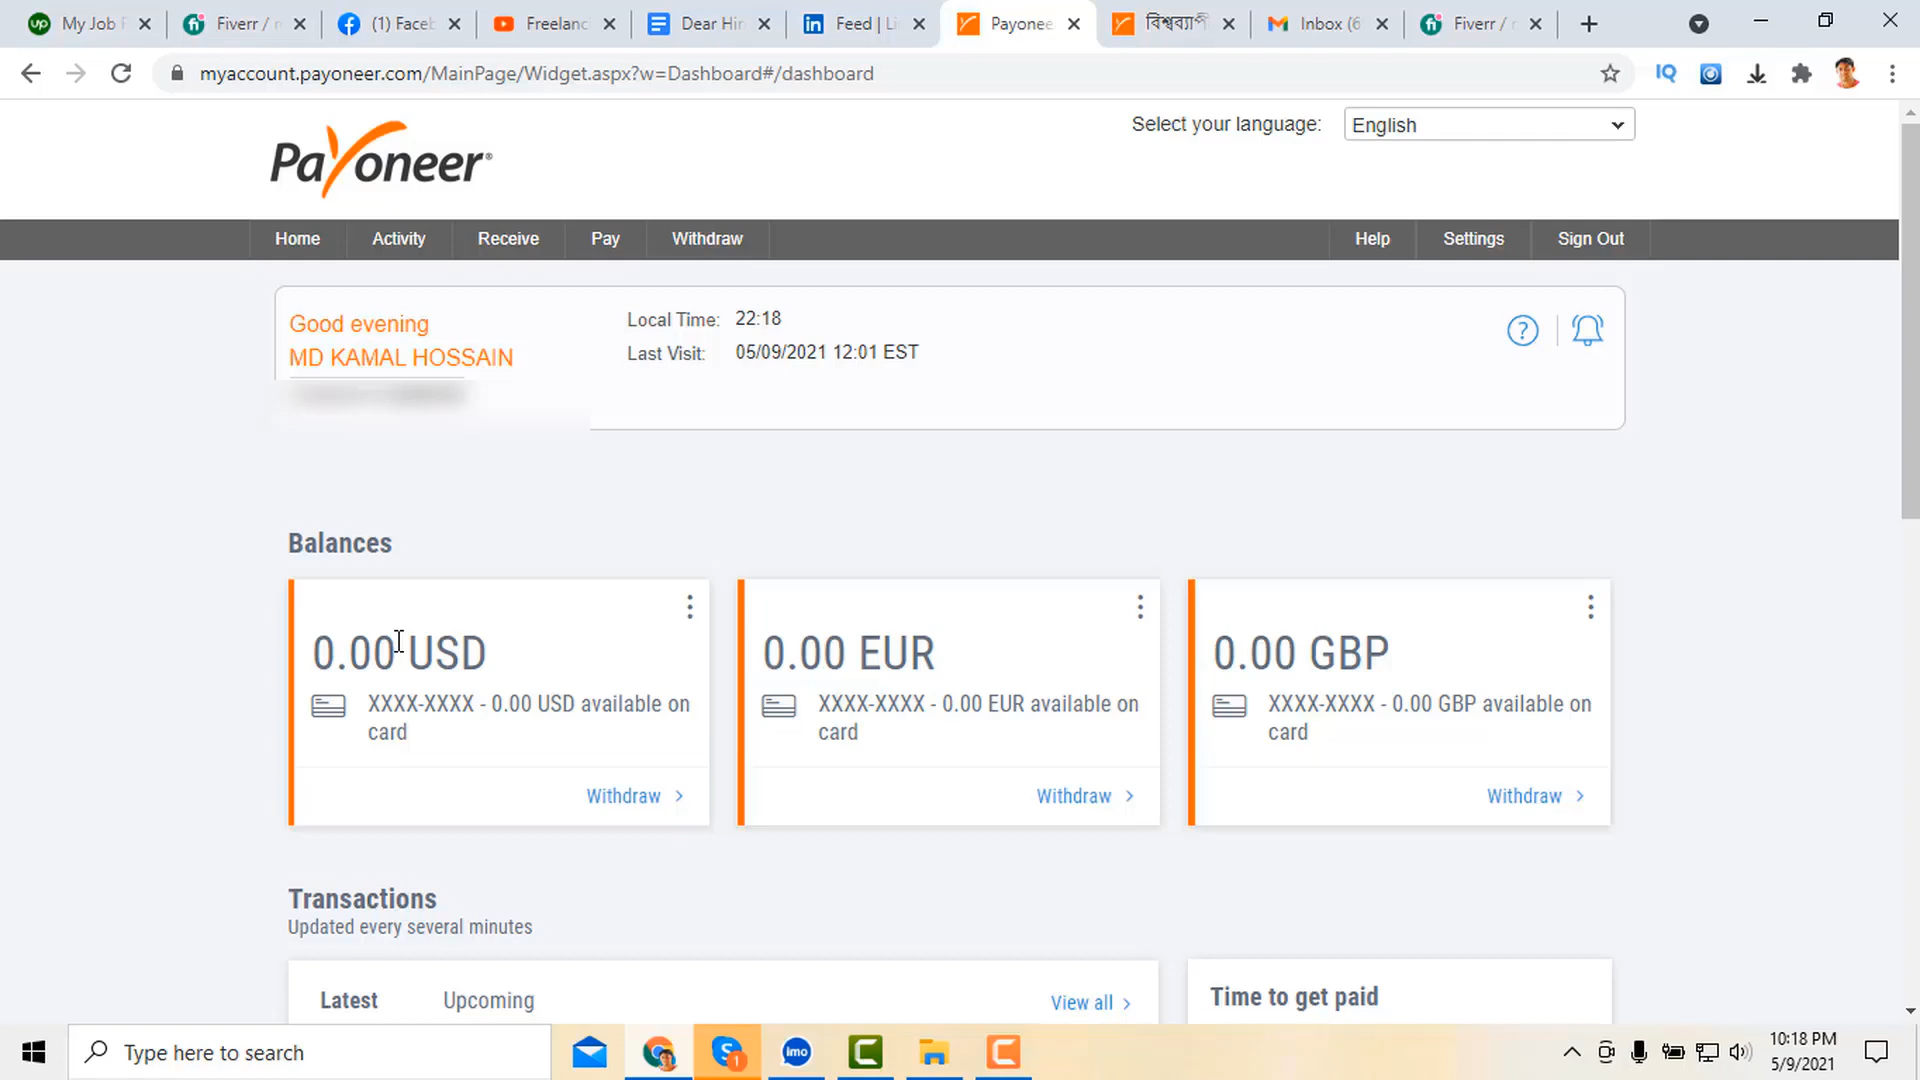 My Job F
Fiverr / n
(1) Faceb
Freelanc
Dear Hir
Feed | Li
Payonee
বিশ্বব্যাপী
Inbox (6
Fiverr / n
myaccount.payoneer.com/MainPage/Widget.aspx?w=Dashboard#/dashboard
IQ
Payoneer
Select your language: English
Home Activity Receive Pay Withdraw Help Settings Sign Out
Good evening
MD KAMAL HOSSAIN
Local Time: 22:18
Last Visit: 05/09/2021 12:01 EST
Balances
0.00 USD
XXXX-XXXX - 0.00 USD available on
card
Withdraw
0.00 EUR
XXXX-XXXX - 0.00 EUR available on
card
Withdraw
0.00 GBP
XXXX-XXXX - 0.00 GBP available on
card
Withdraw
Transactions
Updated every several minutes
Latest Upcoming View all
Time to get paid
Type here to search
imo
1
10:18 PM
5/9/2021